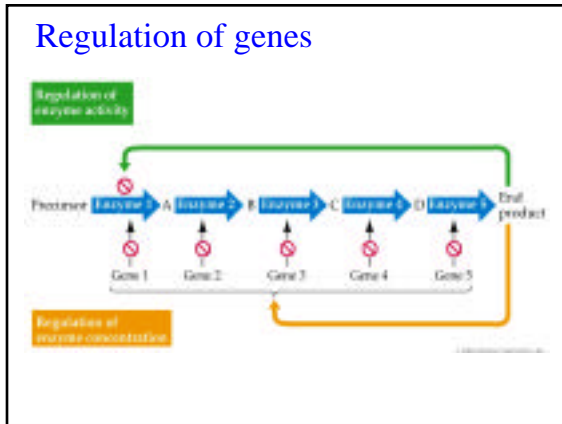 Regulation of genes
Regulation of
enzyme activity
Precursor Enzyme 1 A Enzyme 2 B Enzyme 3 C Enzyme 4 D Enzyme 5 End
product
Gene 1 Gene 2 Gene 3 Gene 4 Gene 5
Regulation of
enzyme concentration